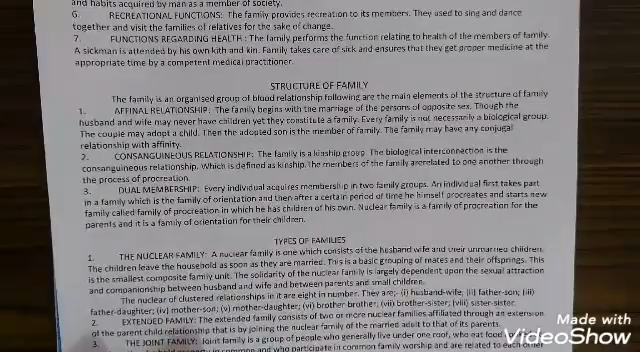 and habits acquired by man as a member of society.
6. RECREATIONAL FUNCTIONS: The family provides recreation to its members. They used to sing and dance
together and visit the families of relatives for the sake of change.
7. FUNCTIONS REGARDING HEALTH : The family performs the function relating to health of the members of family.
A sickman is attended by his own kith and kin. Family takes care of sick and ensures that they get proper medicine at the
appropriate time by a competent medical practitioner.
STRUCTURE OF FAMILY
The family is an organised group of blood relationship following are the main elements of the structure of family
1. AFFINAL RELATIONSHIP: The family begins with the marriage of the persons of opposite sex. Though the
husband and wife may never have children yet they constitute a family. Every family is not necessarily a biological group.
The couple may adopt a child. Then the adopted son is the member of family. The family may have any conjugal
relationship with affinity.
2. CONSANGUINEOUS RELATIONSHIP: The family is a kinship group. The biological interconnection is the
consanguineous relationship. Which is defined as kinship. The members of the family arerelated to one another through
the process of procreation.
3. DUAL MEMBERSHIP: Every individual acquires membership in two family groups. An individual first takes part
in a family which is the family of orientation and then after a certain period of time he himself procreates and starts new
family called family of procreation in which he has children of his own. Nuclear family is a family of procreation for the
parents and it is a family of orientation for their children.
TYPES OF FAMILIES
1. THE NUCLEAR FAMILY: A nuclear family is one which consists of the husband wife and their unmarried children.
The children leave the household as soon as they are married. This is a basic grouping of mates and their offsprings. This
is the smallest composite family unit. The solidarity of the nuclear family is largely dependent upon the sexual attraction
and companionship between husband and wife and between parents and small children.
The nuclear of clustered relationships in it are eight in number. They are;- (i) husband-wife; (ii) father-son; (iii)
father-daughter; (iv) mother-son; (v) mother-daughter; (vi) brother-brother; (vii) brother-sister; (viii) sister-sister.
2. EXTENDED FAMILY: The extended family consists of two or more nuclear families affiliated through an extension
of the parent child relationship that is by joining the nuclear family of the married adult to that of its parents.
3. THE JOINT FAMILY: Joint family is a group of people who generally live under one roof, who eat food
in common and who participate in common family worship and are related to each other
Made with
VideoShow